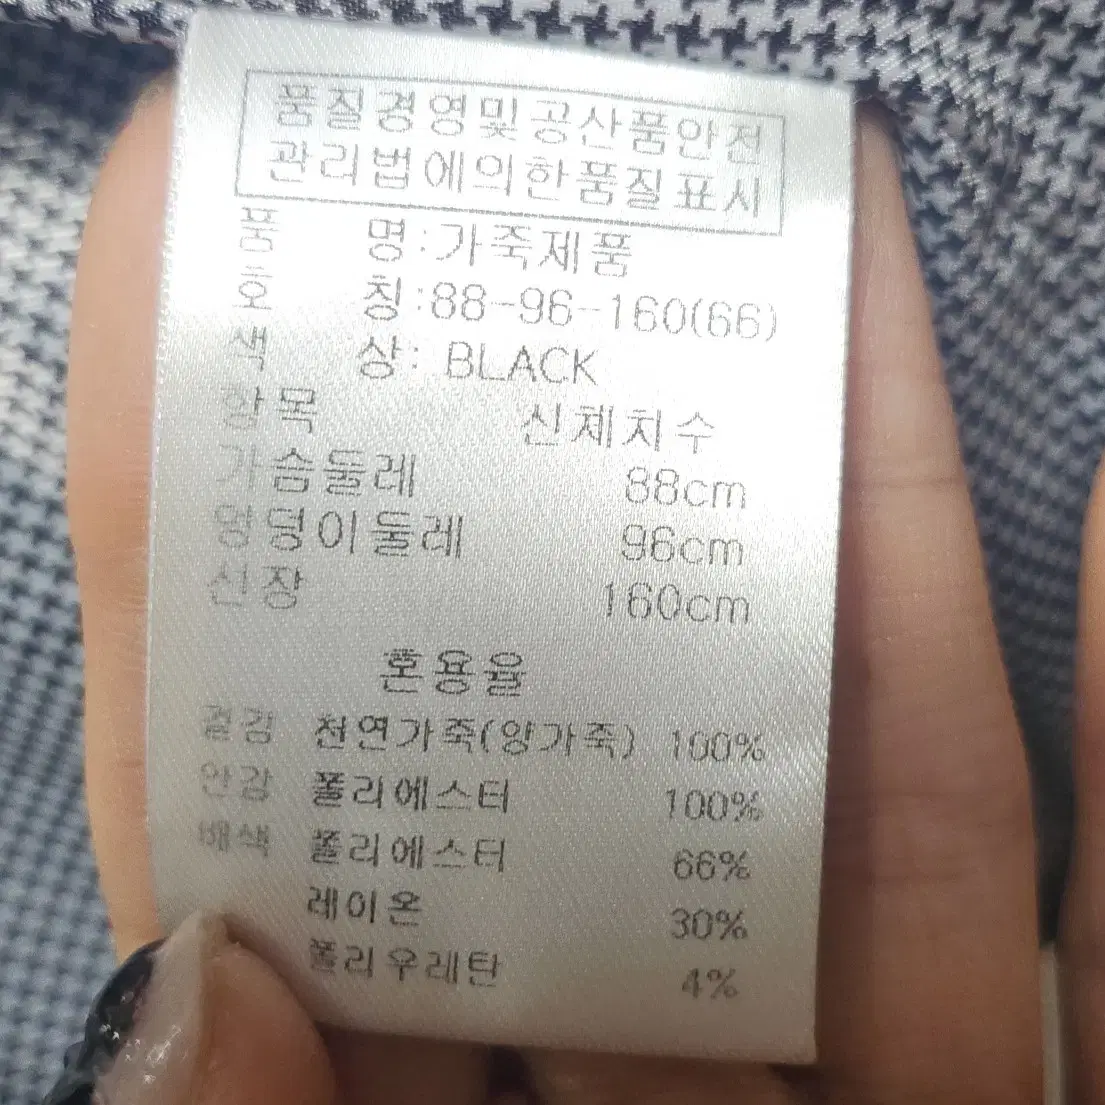 품질경영및공산품안전
관리법에의한품질표시
품 명:가죽제품
호 칭:88-96-160(66)
색 상: BLACK
항목 신체치수
가슴둘레 88cm
엉덩이둘레 96cm
신장 160cm
혼용율
겉감 천연가죽(양가죽) 100%
안감 폴리에스터 100%
배색 폴리에스터 66%
레이온 30%
폴리우레탄 4%